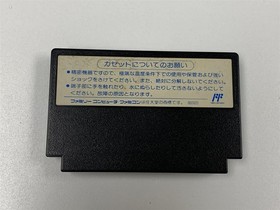 カセットについてのお願い
●精密機器ですので、極端な温度条件下での使用や保管および強い
ショックをさけてください。また、絶対に分解しないでください。
●端子部に手を触れたり、水にぬらしたりして汚さないようにしてく
ださい。故障の原因となります。
ファミリーコンピュータ ファミコン は任天堂の商標です。
FF